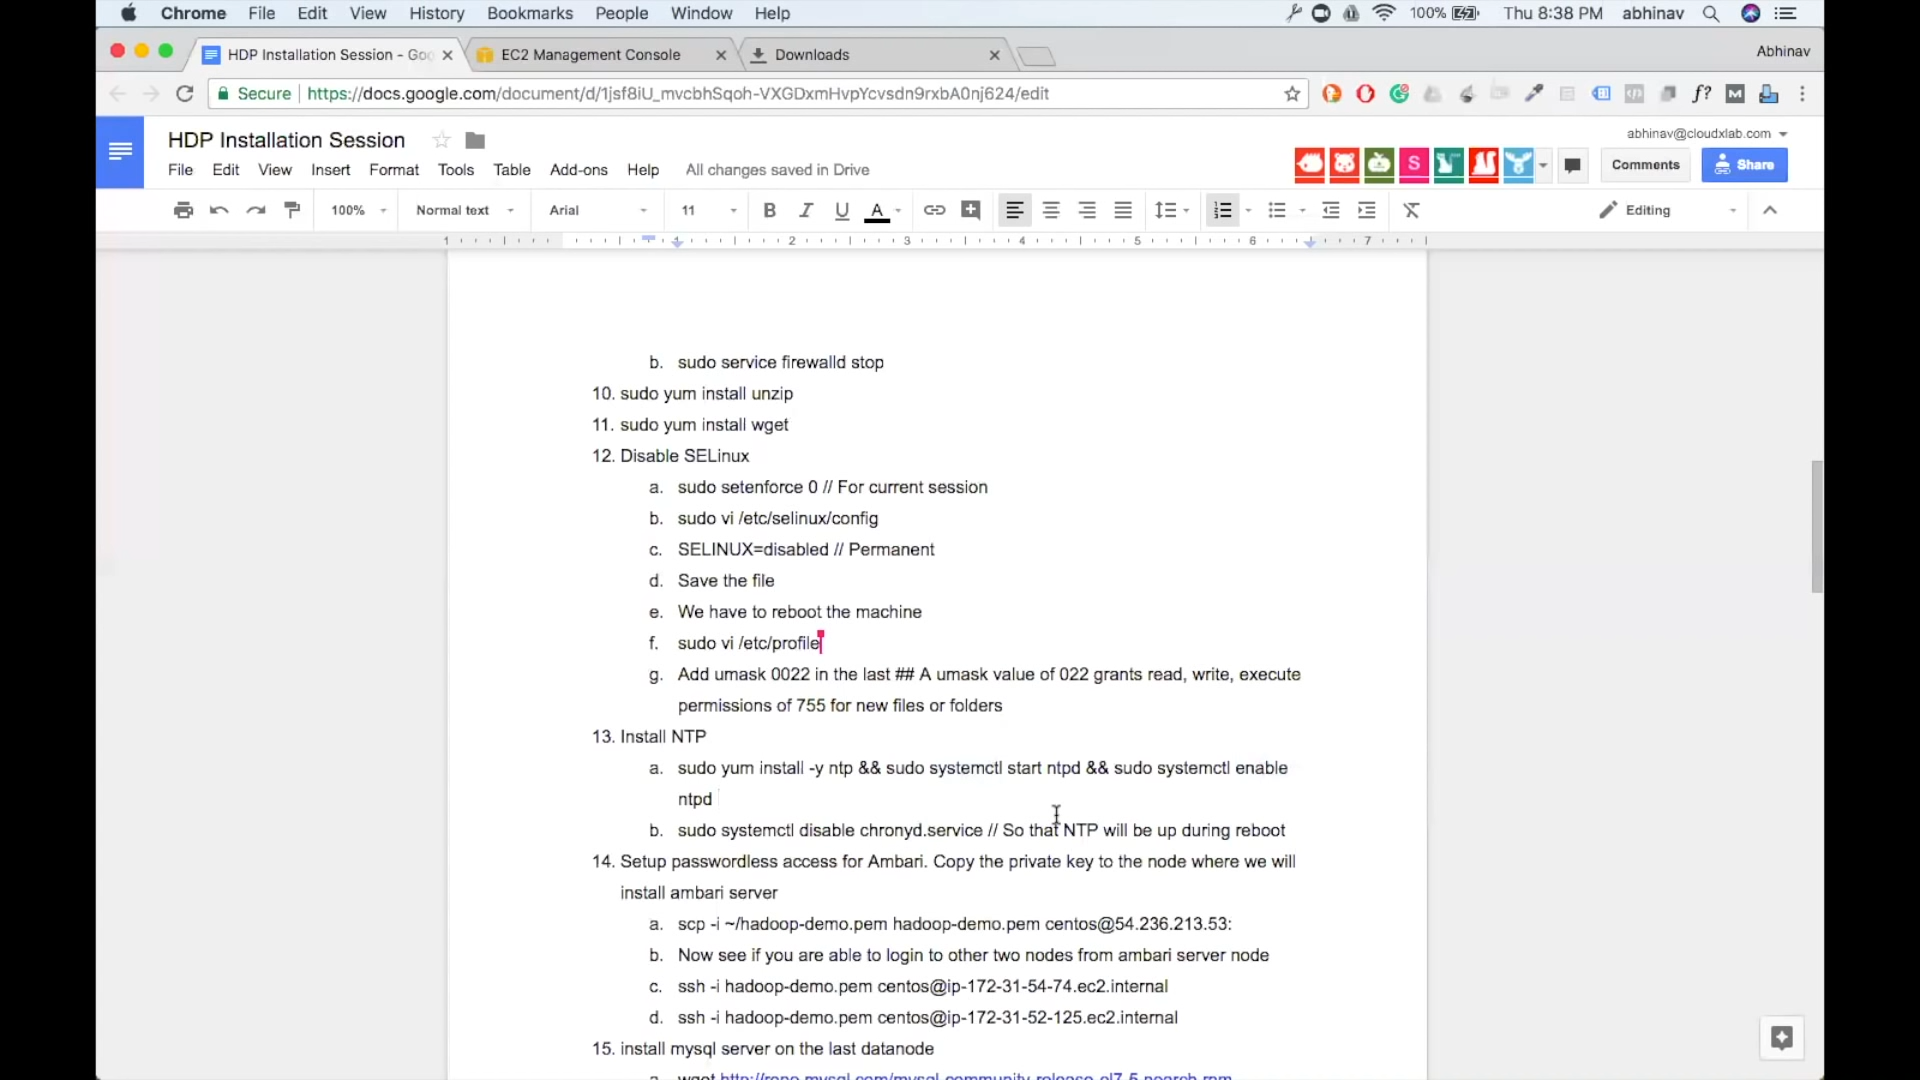 Chrome File Edit View History Bookmarks People Window Help 100% Thu 8:38 PM abhinav
HDP Installation Session - Goo EC2 Management Console Downloads Abhinav
Secure https://docs.google.com/document/d/1jsf8iU_mvcbhSqoh-VXGDxmHvpYcvsdn9rxbA0nj624/edit
HDP Installation Session abhinav@cloudxlab.com
File Edit View Insert Format Tools Table Add-ons Help All changes saved in Drive S Comments Share
100% Normal text Arial 11 B I U A Editing
1 1 2 3 4 5 6 7
b. sudo service firewalld stop
10. sudo yum install unzip
11. sudo yum install wget
12. Disable SELinux
a. sudo setenforce 0 // For current session
b. sudo vi /etc/selinux/config
c. SELINUX=disabled // Permanent
d. Save the file
e. We have to reboot the machine
f. sudo vi /etc/profile
g. Add umask 0022 in the last ## A umask value of 022 grants read, write, execute
permissions of 755 for new files or folders
13. Install NTP
a. sudo yum install -y ntp && sudo systemctl start ntpd && sudo systemctl enable
ntpd
b. sudo systemctl disable chronyd.service // So that NTP will be up during reboot
14. Setup passwordless access for Ambari. Copy the private key to the node where we will
install ambari server
a. scp -i ~/hadoop-demo.pem hadoop-demo.pem centos@54.236.213.53:
b. Now see if you are able to login to other two nodes from ambari server node
c. ssh -i hadoop-demo.pem centos@ip-172-31-54-74.ec2.internal
d. ssh -i hadoop-demo.pem centos@ip-172-31-52-125.ec2.internal
15. install mysql server on the last datanode
a. wget http://repo.mysql.com/mysql-community-release-el7-5.noarch.rpm